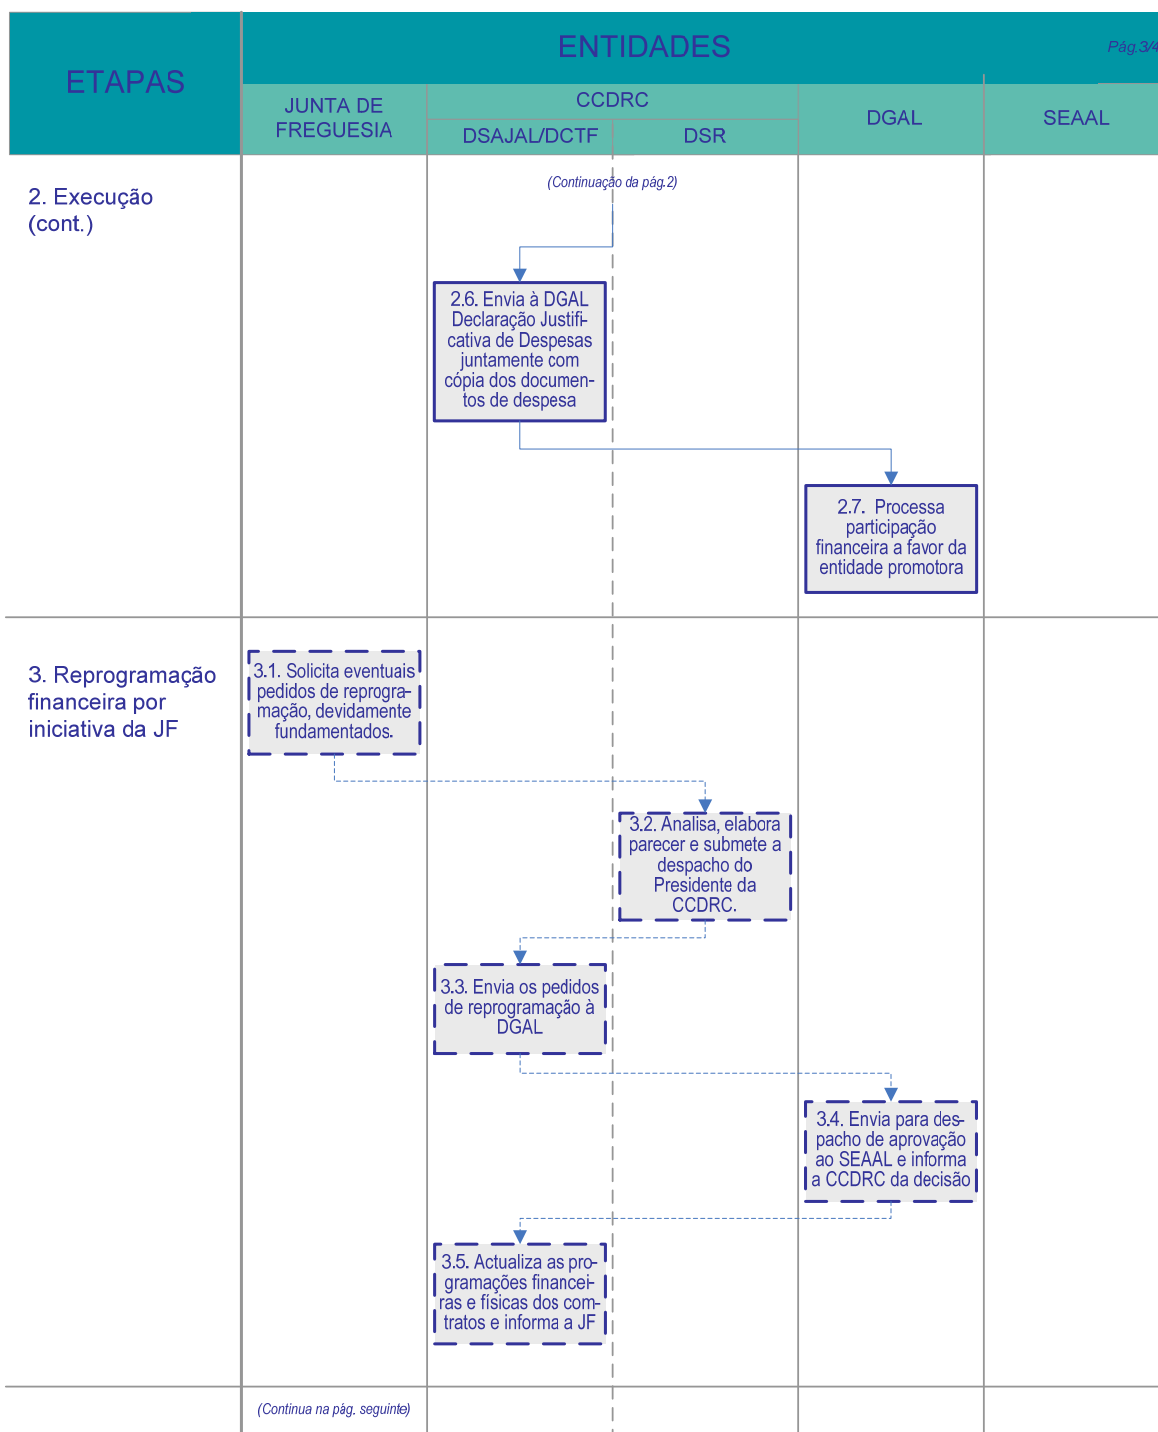 ETAPAS
ENTIDADES
Pág.3/4
JUNTA DE
FREGUESIA
CCDRC
DSAJAL/DCTF
DSR
DGAL
SEAAL
2. Execução
(cont.)
(Continuação da pág.2)
2.6. Envia à DGAL
Declaração Justifi-
cativa de Despesas
juntamente com
cópia dos documen-
tos de despesa
2.7. Processa
participação
financeira a favor da
entidade promotora
3. Reprogramação
financeira por
iniciativa da JF
3.1. Solicita eventuais
pedidos de reprogra-
mação, devidamente
fundamentados.
3.2. Analisa, elabora
parecer e submete a
despacho do
Presidente da
CCDRC.
3.3. Envia os pedidos
de reprogramação à
DGAL
3.4. Envia para des-
pacho de aprovação
ao SEAAL e informa
a CCDRC da decisão
3.5. Actualiza as pro-
gramações financei-
ras e físicas dos com-
tratos e informa a JF
(Continua na pág. seguinte)